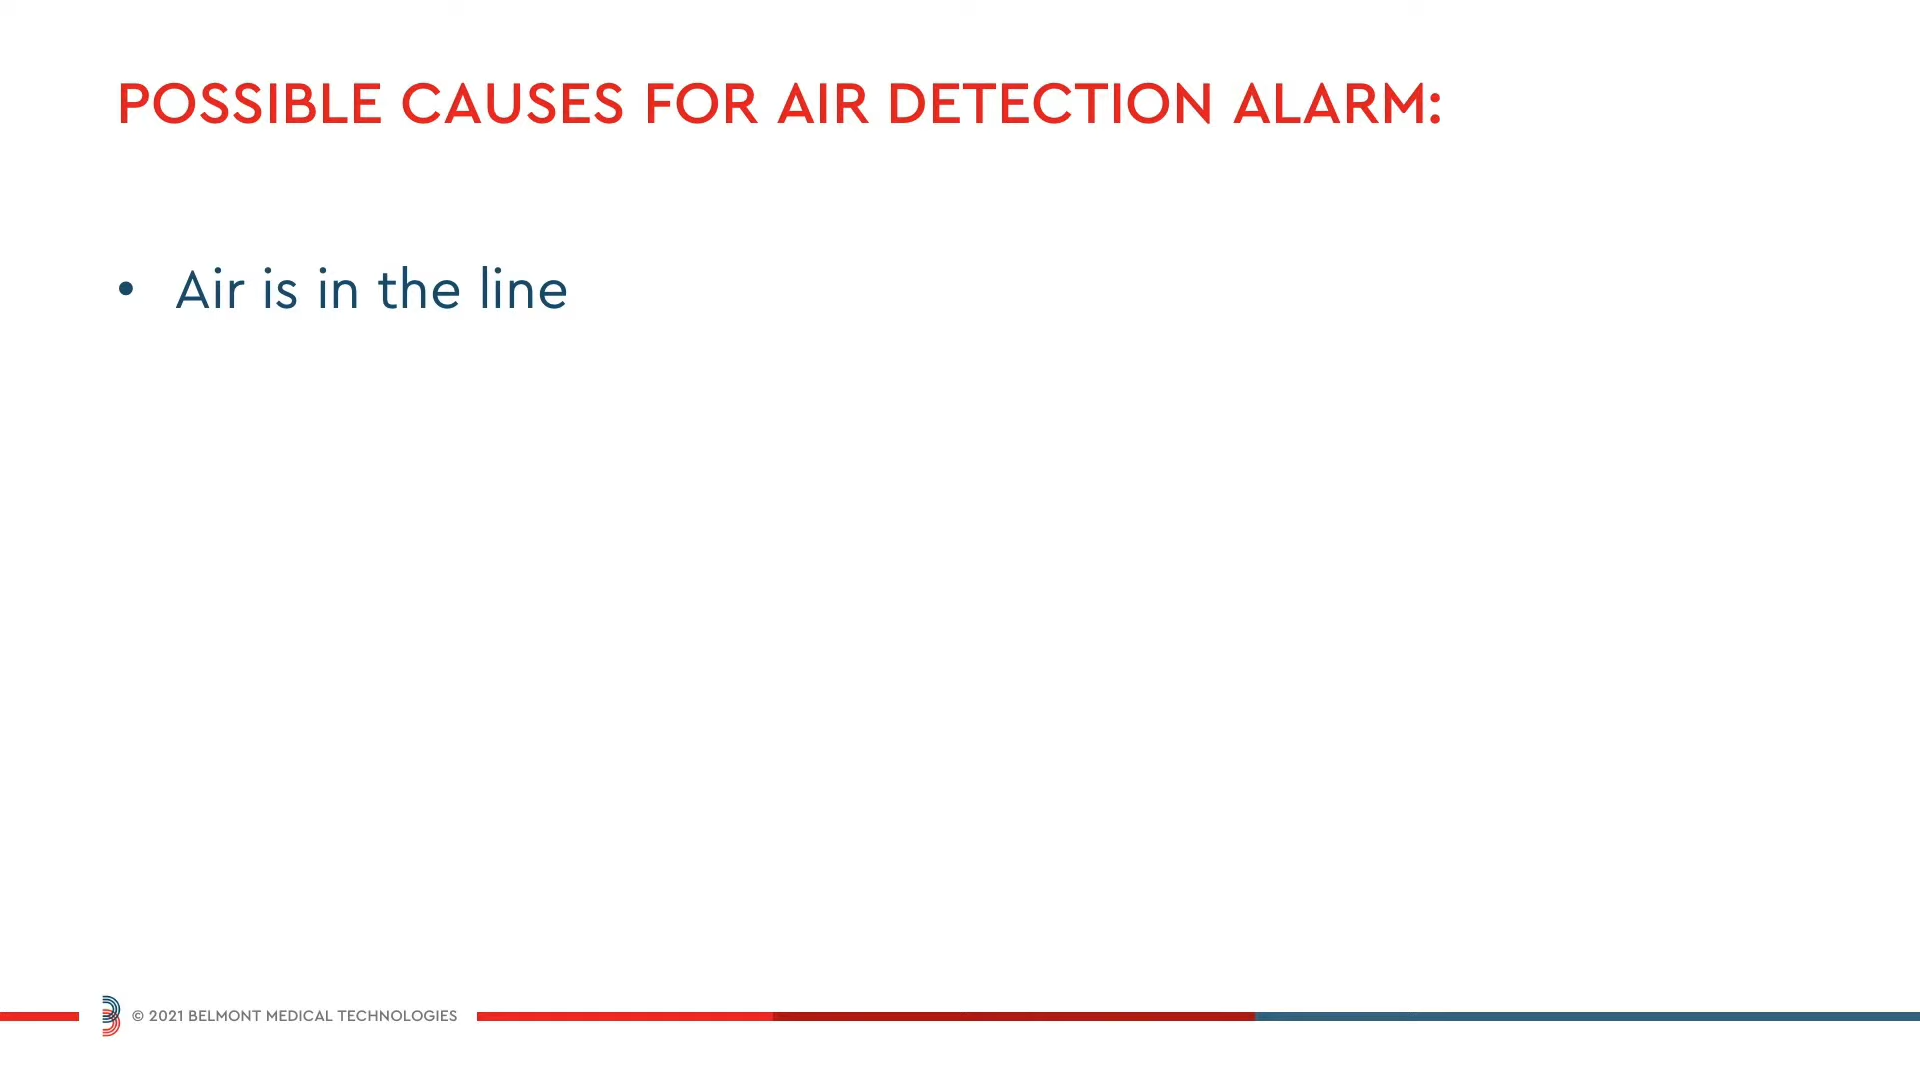 POSSIBLE CAUSES FOR AIR DETECTION ALARM:
• Air is in the line
© 2021 BELMONT MEDICAL TECHNOLOGIES